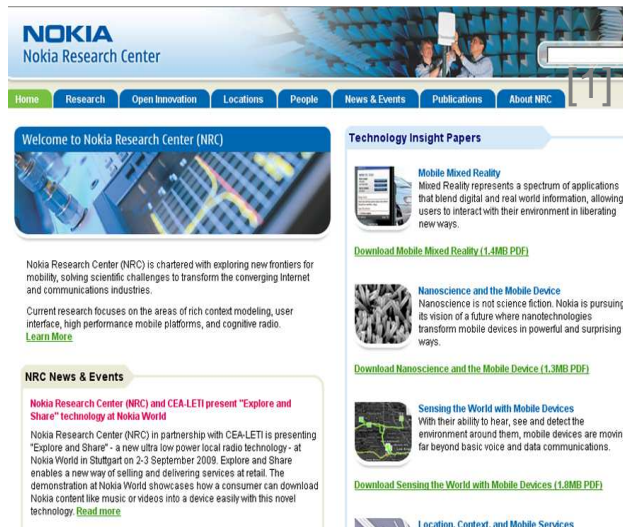 NOKIA
Nokia Research Center
[1]
Home Research Open Innovation Locations People News & Events Publications About NRC
Welcome to Nokia Research Center (NRC)
Nokia Research Center (NRC) is chartered with exploring new frontiers for
mobility, solving scientific challenges to transform the converging Internet
and communications industries.
Current research focuses on the areas of rich context modeling, user
interface, high performance mobile platforms, and cognitive radio.
Learn More
NRC News & Events
Nokia Research Center (NRC) and CEA-LETI present "Explore and
Share" technology at Nokia World
Nokia Research Center (NRC) in partnership with CEA-LETI is presenting
"Explore and Share" - a new ultra low power local radio technology - at
Nokia World in Stuttgart on 2-3 September 2009. Explore and Share
enables a new way of selling and delivering services at retail. The
demonstration at Nokia World showcases how a consumer can download
Nokia content like music or videos into a device easily with this novel
technology. Read more
Technology Insight Papers
Mobile Mixed Reality
Mixed Reality represents a spectrum of applications
that blend digital and real world information, allowing
users to interact with their environment in liberating
new ways.
Download Mobile Mixed Reality (1.4MB PDF)
Nanoscience and the Mobile Device
Nanoscience is not science fiction. Nokia is pursuing
its vision of a future where nanotechnologies
transform mobile devices in powerful and surprising
ways.
Download Nanoscience and the Mobile Device (1.3MB PDF)
Sensing the World with Mobile Devices
With their ability to hear, see and detect the
environment around them, mobile devices are movin
far beyond basic voice and data communications.
Download Sensing the World with Mobile Devices (1.8MB PDF)
Location, Context, and Mobile Services